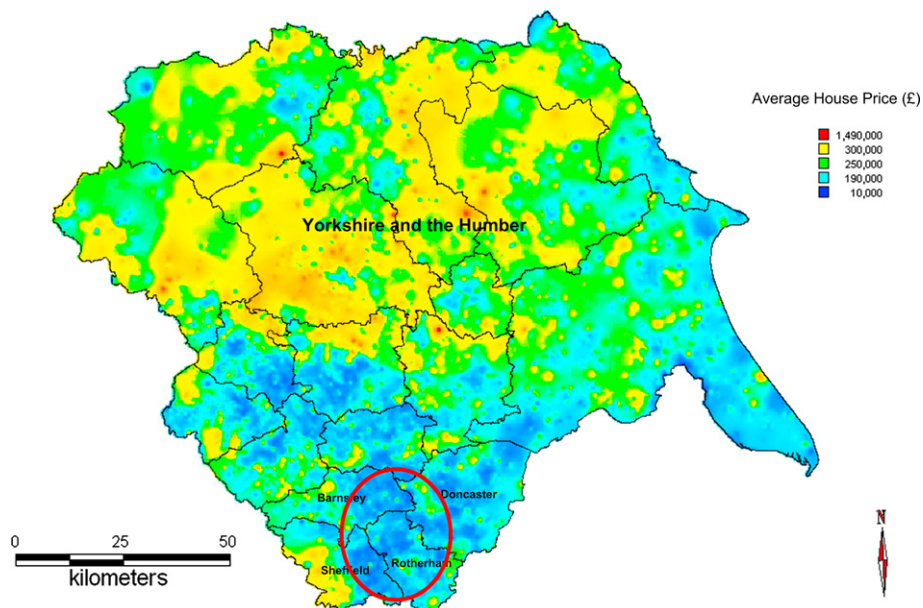 Average House Price (£)
1,490,000
300,000
250,000
190,000
10,000
Yorkshire and the Humber
Barnsley
Doncaster
Sheffield
Rotherham
0 25 50
kilometers
N